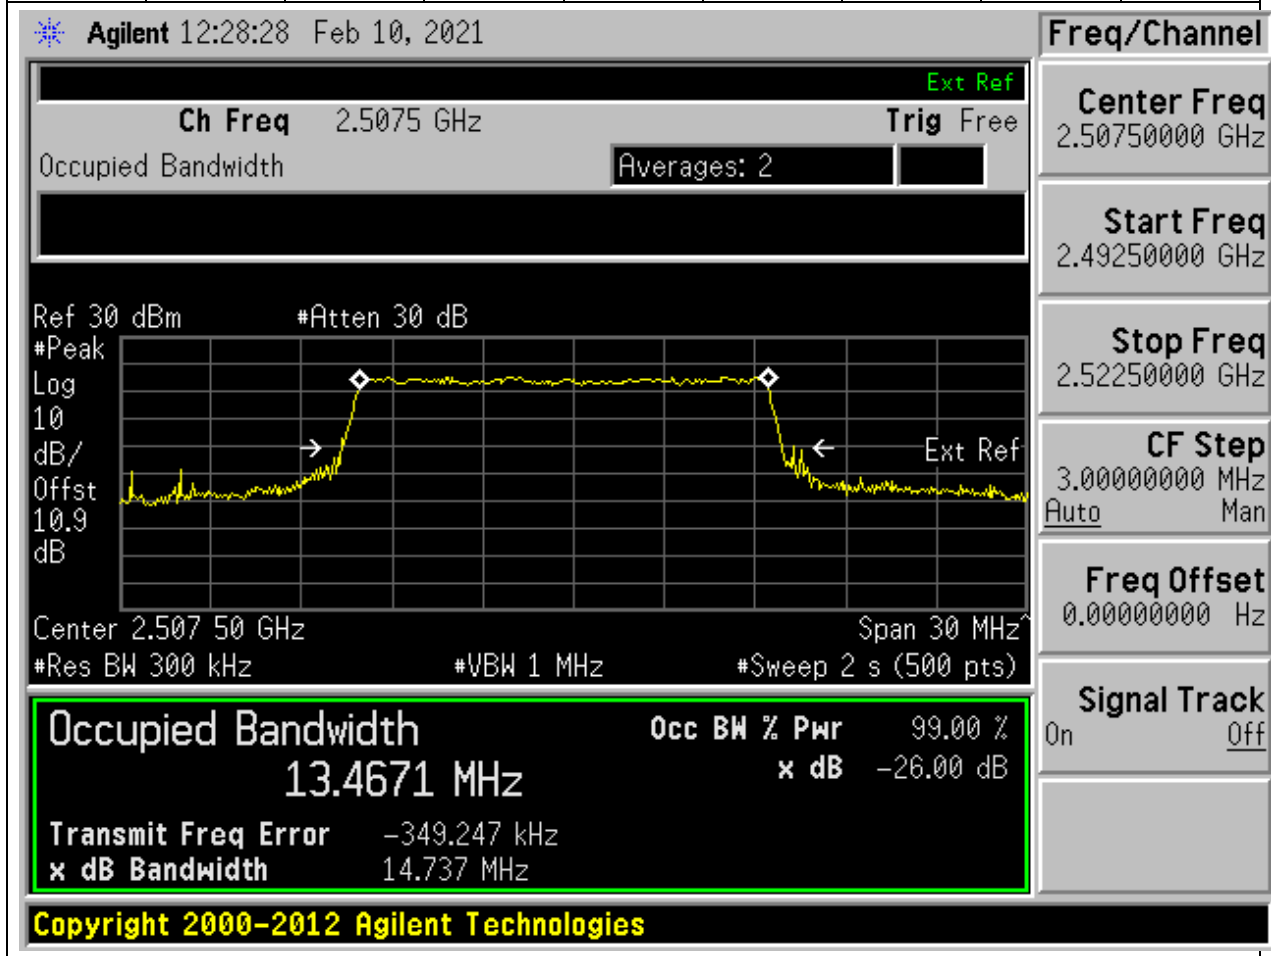 Agilent 12:28:28 Feb 10, 2021
Freq/Channel
Ext Ref
Ch Freq 2.5075 GHz Trig Free
Occupied Bandwidth Averages: 2
Center Freq
2.50750000 GHz
Start Freq
2.49250000 GHz
Stop Freq
2.52250000 GHz
CF Step
3.00000000 MHz
Auto Man
Freq Offset
0.00000000 Hz
Signal Track
On Off
Ref 30 dBm #Atten 30 dB
#Peak
Log
10
dB/
Offst
10.9
dB
Ext Ref
Center 2.507 50 GHz Span 30 MHz^
#Res BW 300 kHz #VBW 1 MHz #Sweep 2 s (500 pts)
Occupied Bandwidth
13.4671 MHz
Occ BW % Pwr 99.00 %
x dB -26.00 dB
Transmit Freq Error -349.247 kHz
x dB Bandwidth 14.737 MHz
Copyright 2000-2012 Agilent Technologies